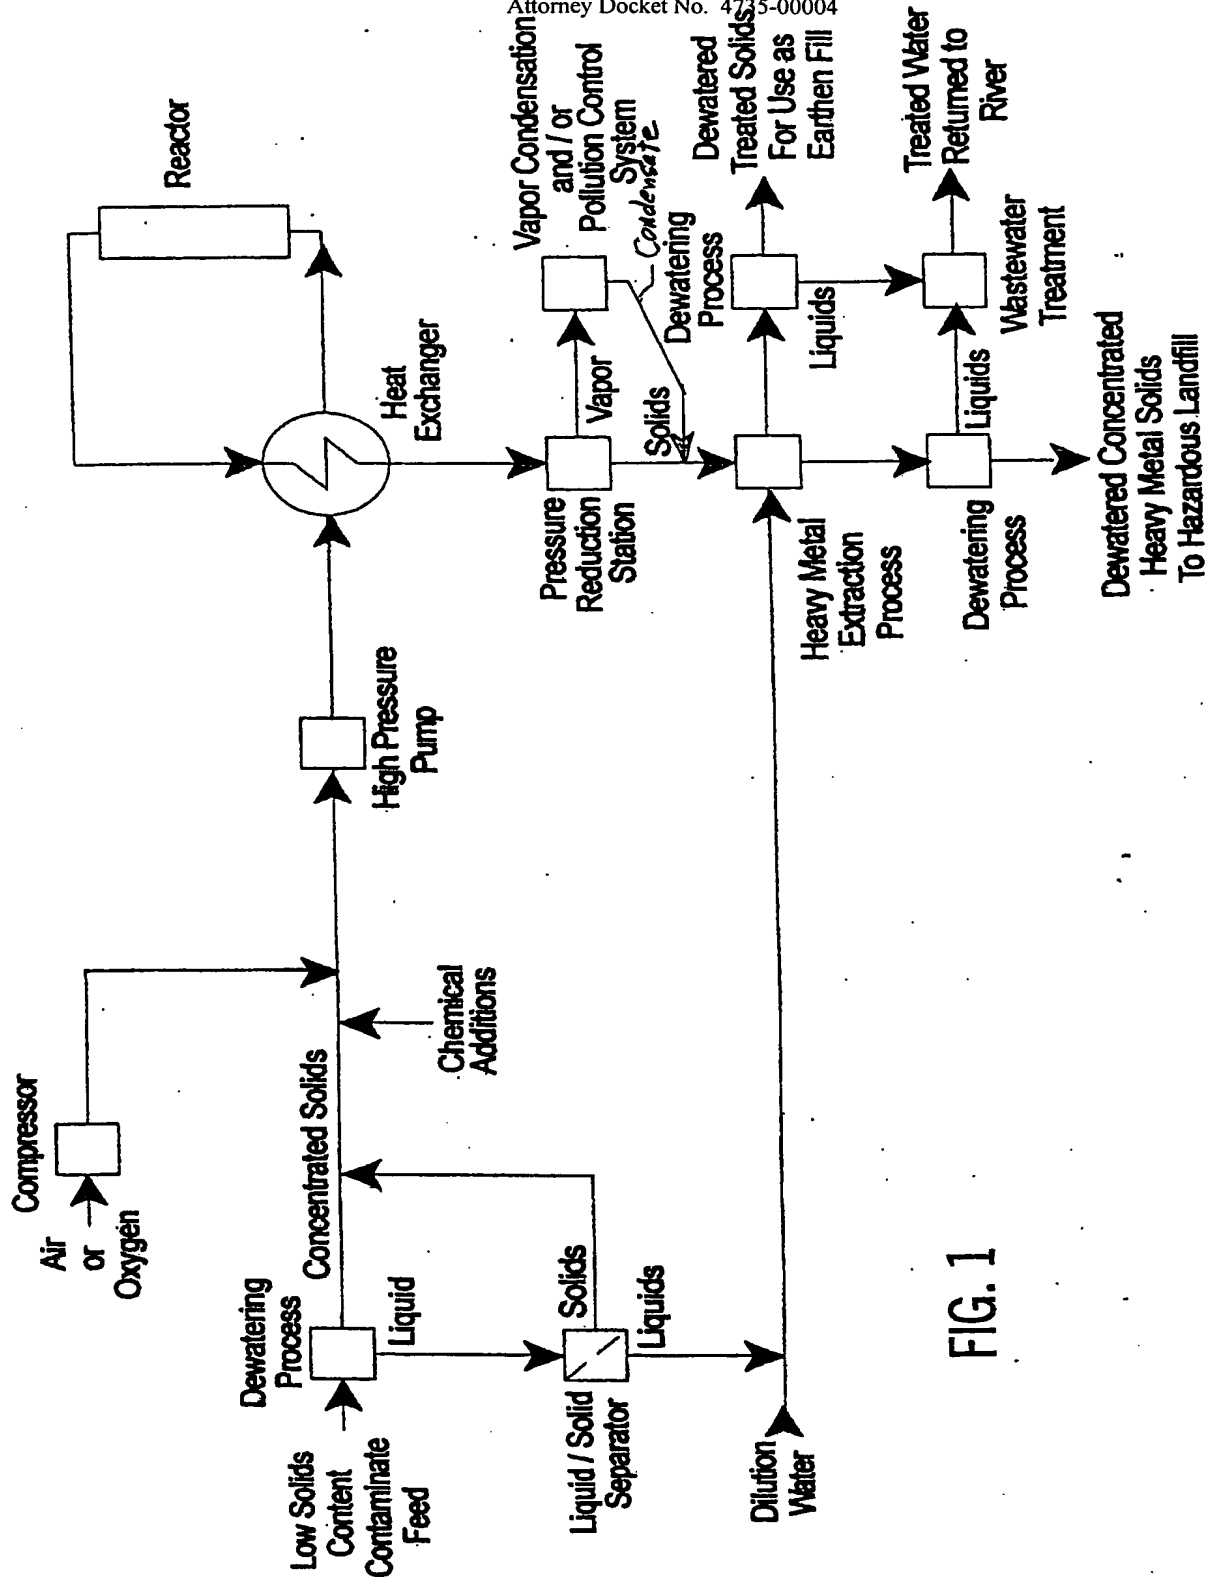 Attorney Docket No. 4735-00004
Air
or
Oxygen
Compressor
Reactor
Low Solids
Content
Contaminate
Feed
Dewatering
Process
Concentrated Solids
Chemical
Additions
High Pressure
Pump
Heat
Exchanger
Liquid
Liquid / Solid
Separator
Solids
Liquids
Pressure
Reduction
Station
Vapor
Vapor Condensation
and / or
Pollution Control
System
Condensate
Solids
Dewatering
Process
Dewatered
Treated Solids
For Use as
Earthen Fill
Dilution
Water
Heavy Metal
Extraction
Process
Liquids
Treated Water
Returned to
River
Dewatering
Process
Liquids
Wastewater
Treatment
Dewatered Concentrated
Heavy Metal Solids
To Hazardous Landfill
FIG. 1